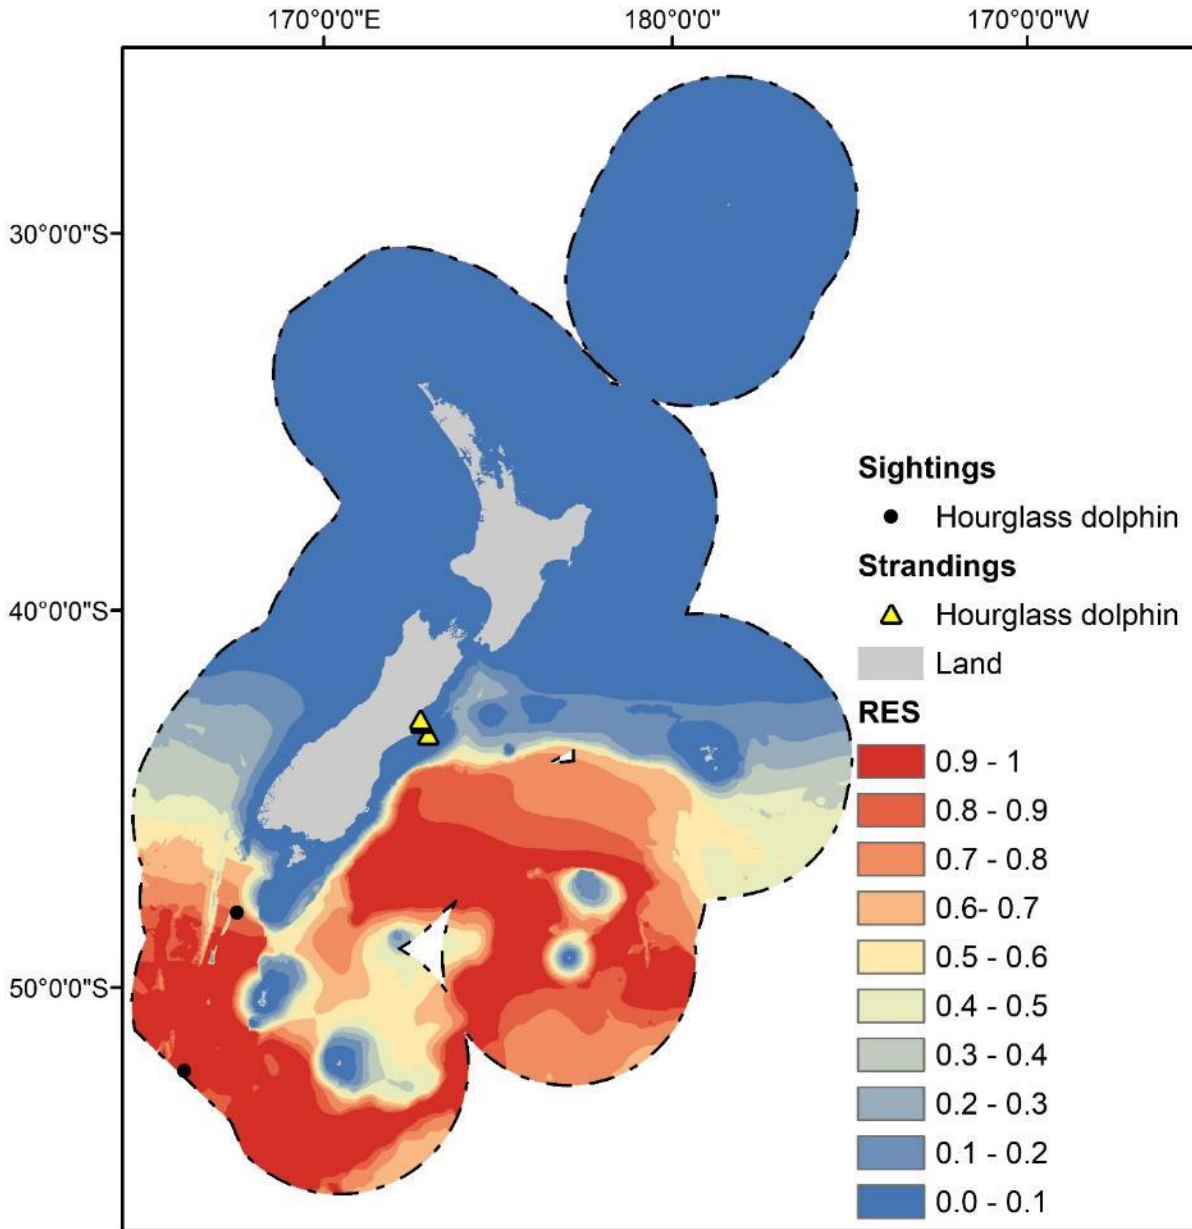 170°0'0"E
180°0'0"
170°0'0"W
30°0'0"S
40°0'0"S
50°0'0"S
Sightings
Hourglass dolphin
Strandings
Hourglass dolphin
Land
RES
0.9 - 1
0.8 - 0.9
0.7 - 0.8
0.6- 0.7
0.5 - 0.6
0.4 - 0.5
0.3 - 0.4
0.2 - 0.3
0.1 - 0.2
0.0 - 0.1